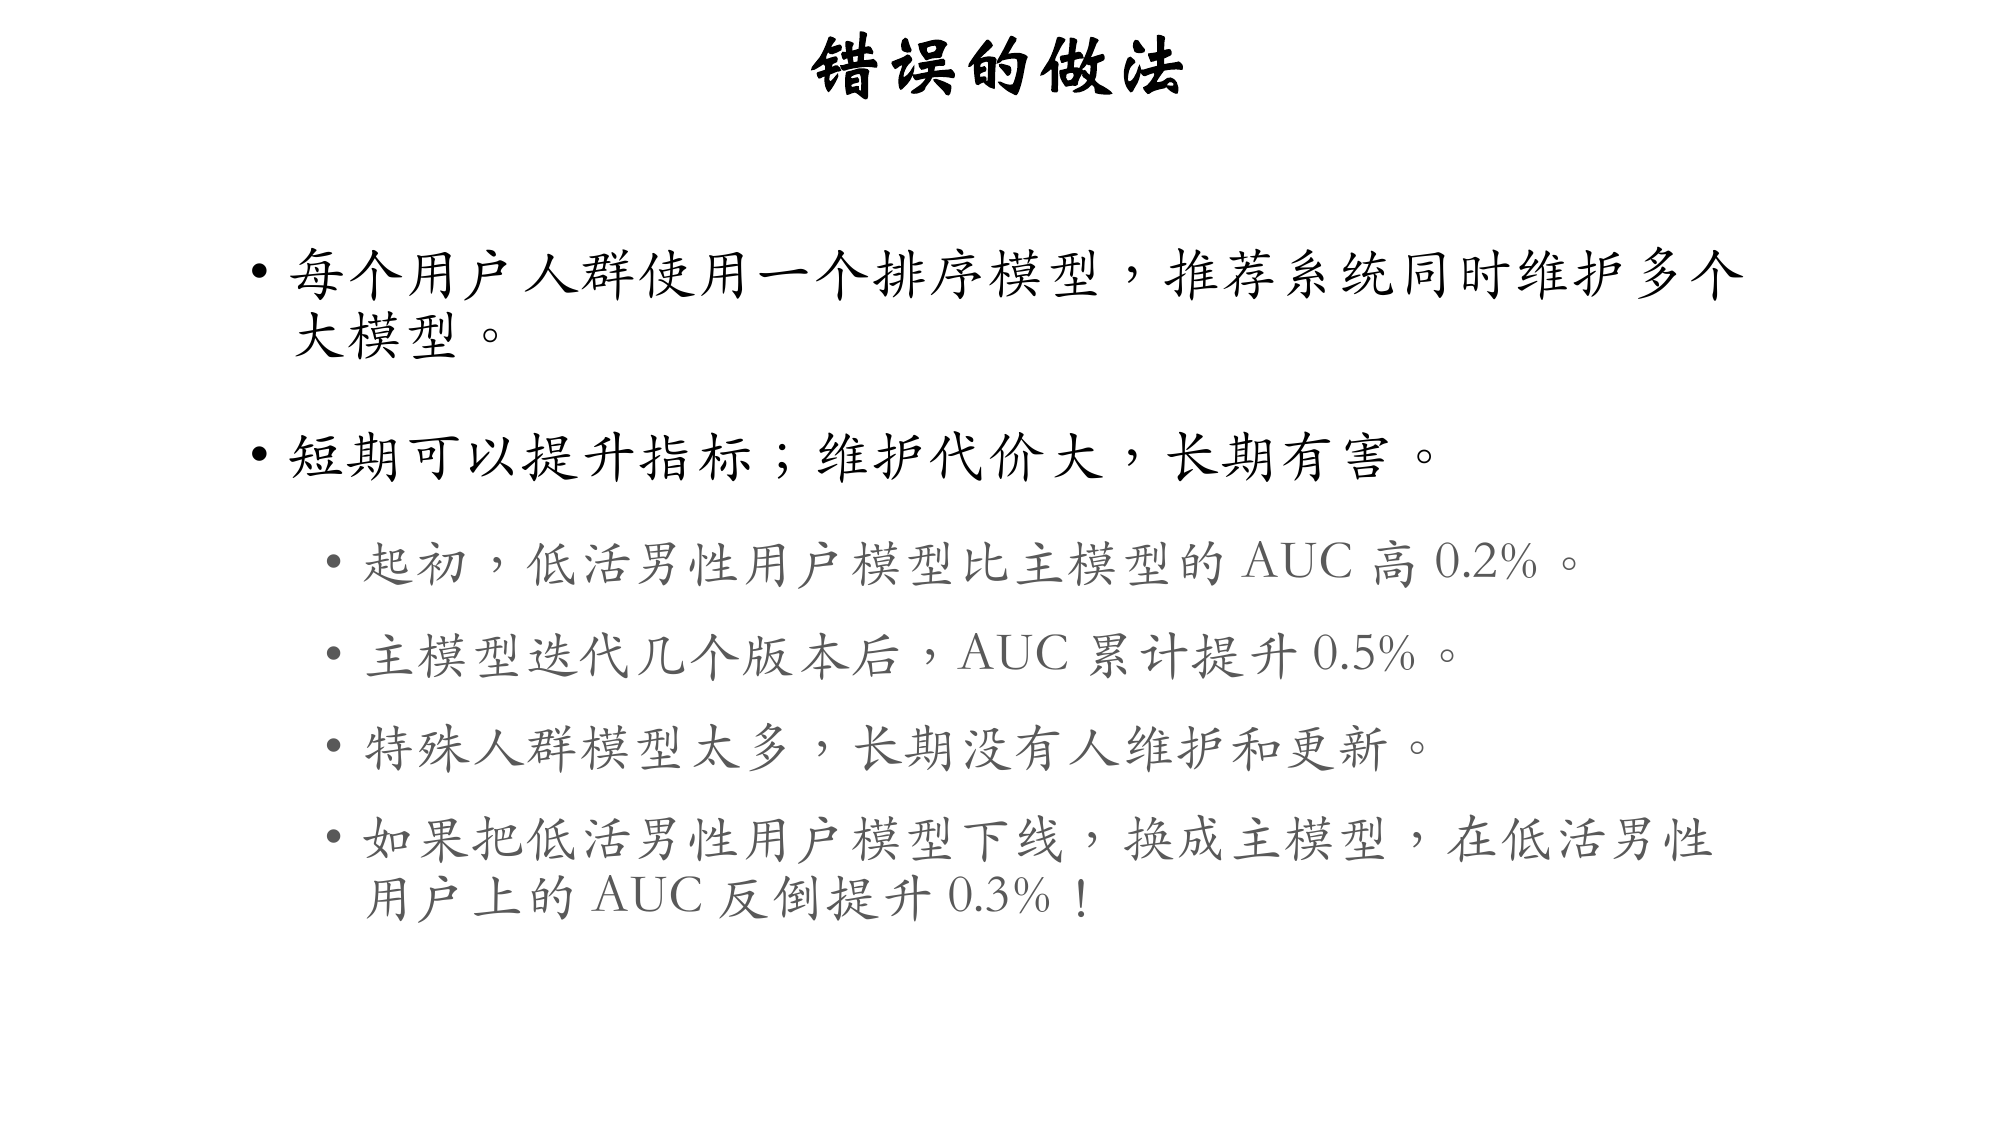 错误的做法
• 每个用户人群使用一个排序模型，推荐系统同时维护多个
大模型。
• 短期可以提升指标；维护代价大，长期有害。
• 起初，低活男性用户模型比主模型的 AUC 高 0.2%。
• 主模型迭代几个版本后，AUC 累计提升 0.5%。
• 特殊人群模型太多，长期没有人维护和更新。
• 如果把低活男性用户模型下线，换成主模型，在低活男性
用户上的 AUC 反倒提升 0.3%！